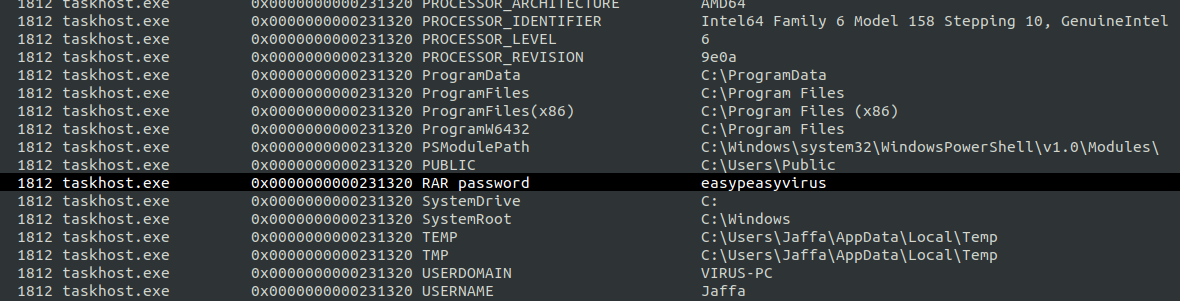 1812 taskhost.exe 0x0000000000231320 PROCESSOR_ARCHITECTURE AMD64
1812 taskhost.exe 0x0000000000231320 PROCESSOR_IDENTIFIER Intel64 Family 6 Model 158 Stepping 10, GenuineIntel
1812 taskhost.exe 0x0000000000231320 PROCESSOR_LEVEL 6
1812 taskhost.exe 0x0000000000231320 PROCESSOR_REVISION 9e0a
1812 taskhost.exe 0x0000000000231320 ProgramData C:\ProgramData
1812 taskhost.exe 0x0000000000231320 ProgramFiles C:\Program Files
1812 taskhost.exe 0x0000000000231320 ProgramFiles(x86) C:\Program Files (x86)
1812 taskhost.exe 0x0000000000231320 ProgramW6432 C:\Program Files
1812 taskhost.exe 0x0000000000231320 PSModulePath C:\Windows\system32\WindowsPowerShell\v1.0\Modules\
1812 taskhost.exe 0x0000000000231320 PUBLIC C:\Users\Public
1812 taskhost.exe 0x0000000000231320 RAR password easypeasyvirus
1812 taskhost.exe 0x0000000000231320 SystemDrive C:
1812 taskhost.exe 0x0000000000231320 SystemRoot C:\Windows
1812 taskhost.exe 0x0000000000231320 TEMP C:\Users\Jaffa\AppData\Local\Temp
1812 taskhost.exe 0x0000000000231320 TMP C:\Users\Jaffa\AppData\Local\Temp
1812 taskhost.exe 0x0000000000231320 USERDOMAIN VIRUS-PC
1812 taskhost.exe 0x0000000000231320 USERNAME Jaffa